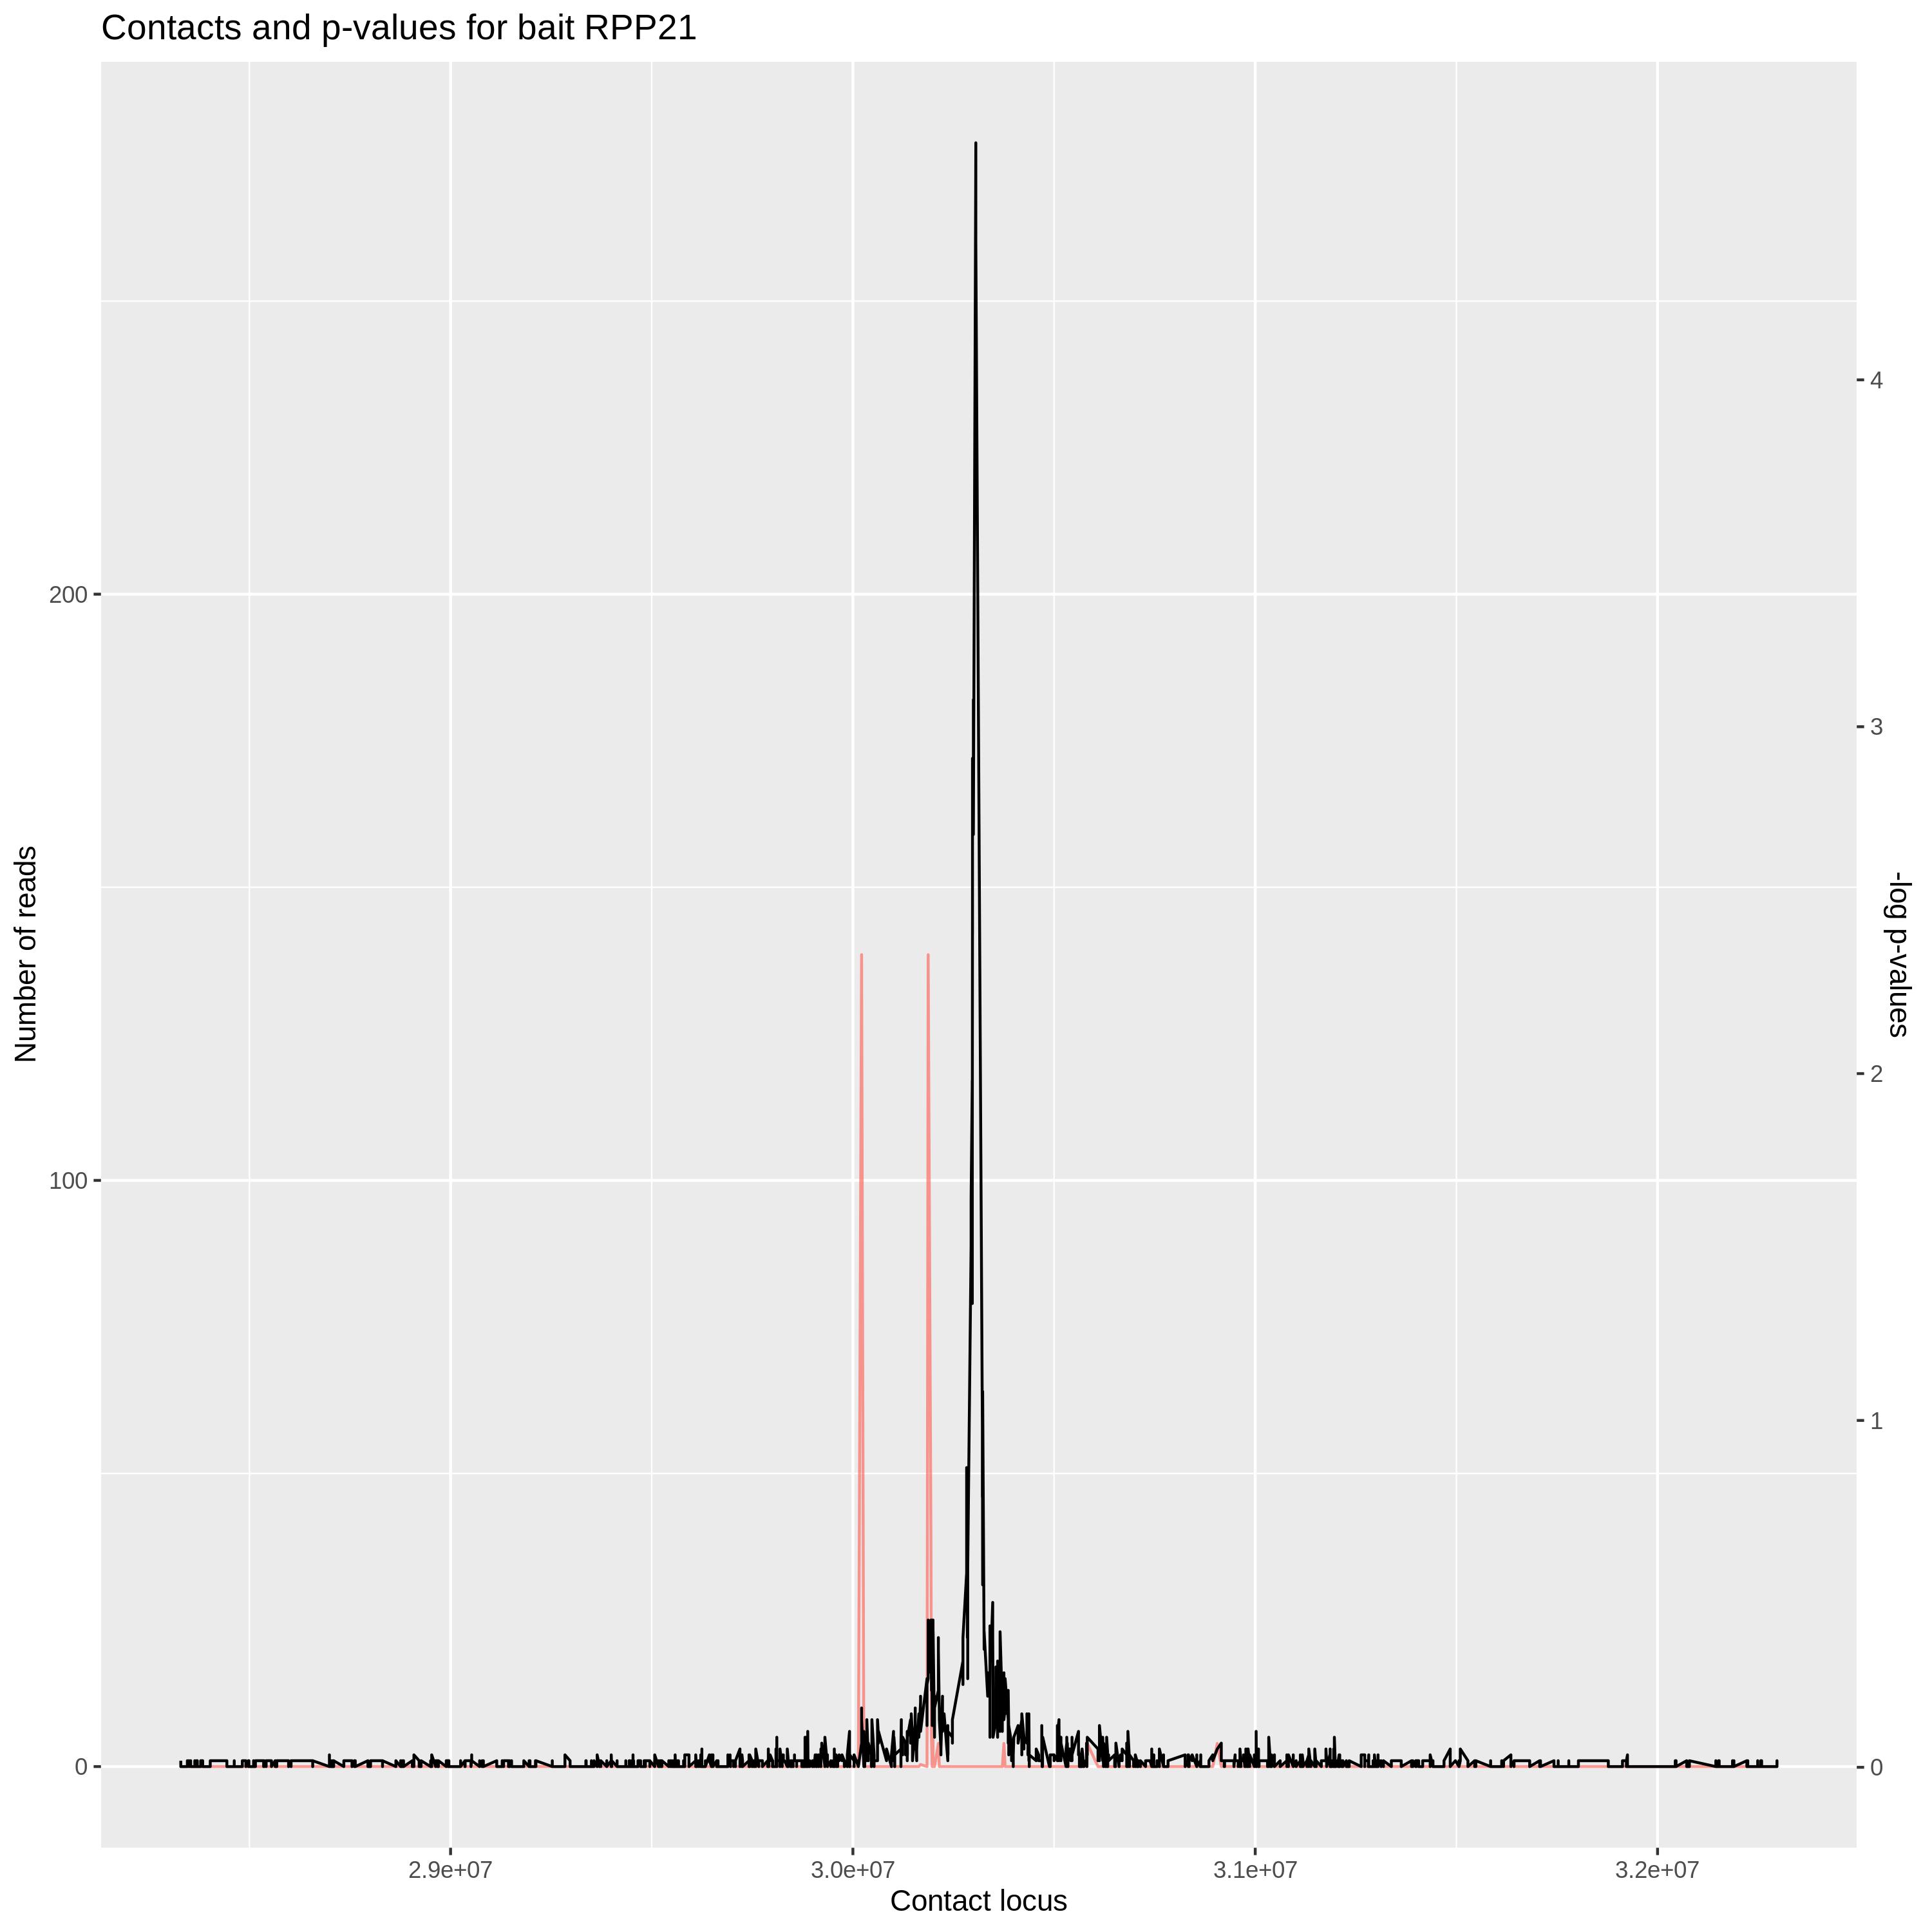 Contacts and p-values for bait RPP21
Number of reads
200
100
0
4
3
2
1
0
-log p-values
2.9e+07
3.0e+07
3.1e+07
3.2e+07
Contact locus